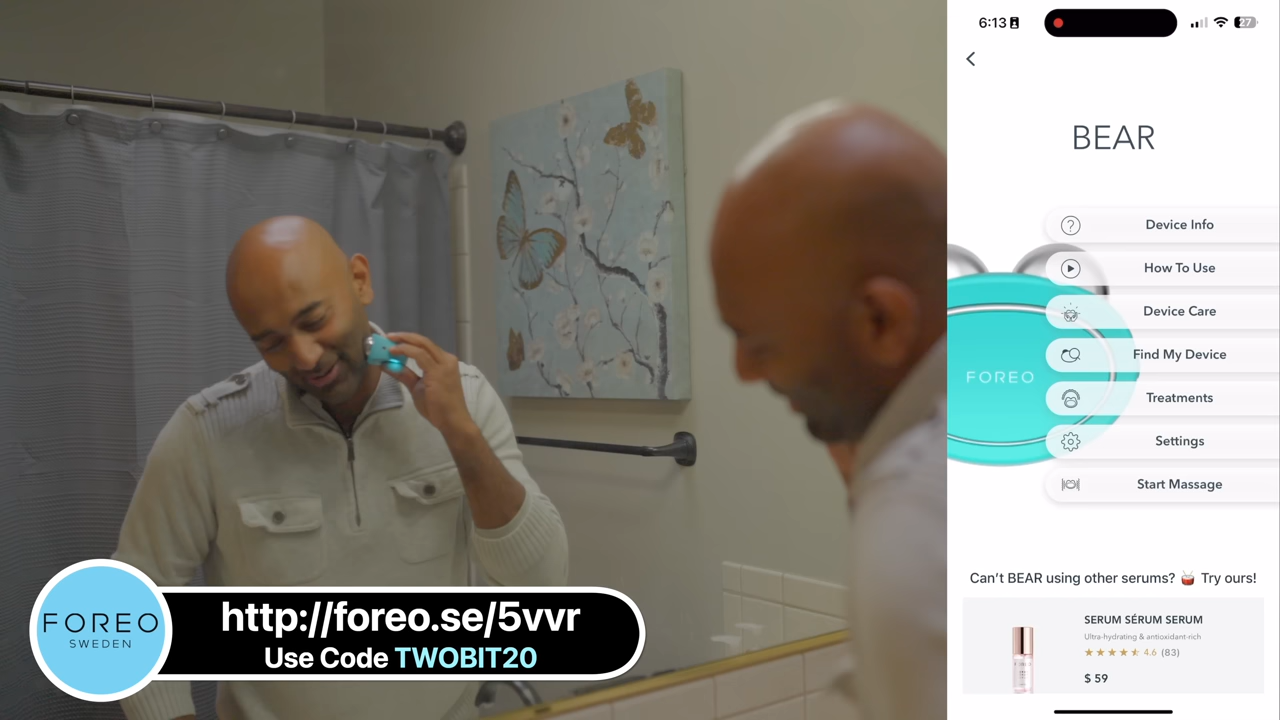 FOREO
SWEDEN
http://foreo.se/5vvr
Use Code TWOBIT20
6:13
27
BEAR
Device Info
How To Use
Device Care
Find My Device
Treatments
Settings
Start Massage
FOREO
Can't BEAR using other serums? 🥁 Try ours!
SERUM SÉRUM SERUM
Ultra-hydrating & antioxidant-rich
4.6 (83)
$ 59